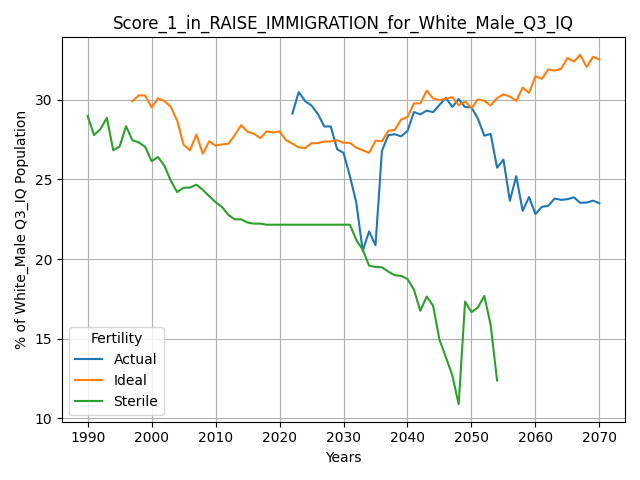 Score_1_in_RAISE_IMMIGRATION_for_White_Male_Q3_IQ
% of White_Male Q3_IQ Population
30
25
20
15
10
Fertility
Actual
Ideal
Sterile
1990 2000 2010 2020 2030 2040 2050 2060 2070
Years